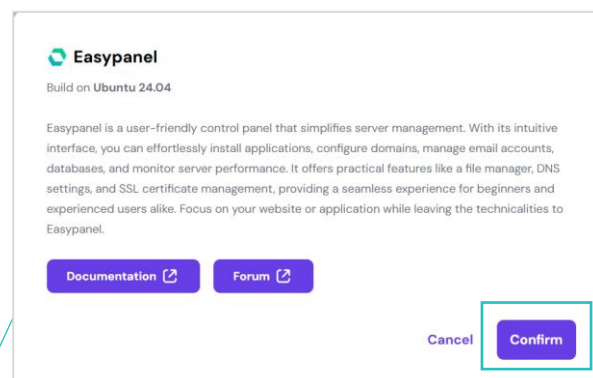 Easypanel
Build on Ubuntu 24.04
Easypanel is a user-friendly control panel that simplifies server management. With its intuitive
interface, you can effortlessly install applications, configure domains, manage email accounts,
databases, and monitor server performance. It offers practical features like a file manager, DNS
settings, and SSL certificate management, providing a seamless experience for beginners and
experienced users alike. Focus on your website or application while leaving the technicalities to
Easypanel.
Documentation Forum
Cancel Confirm